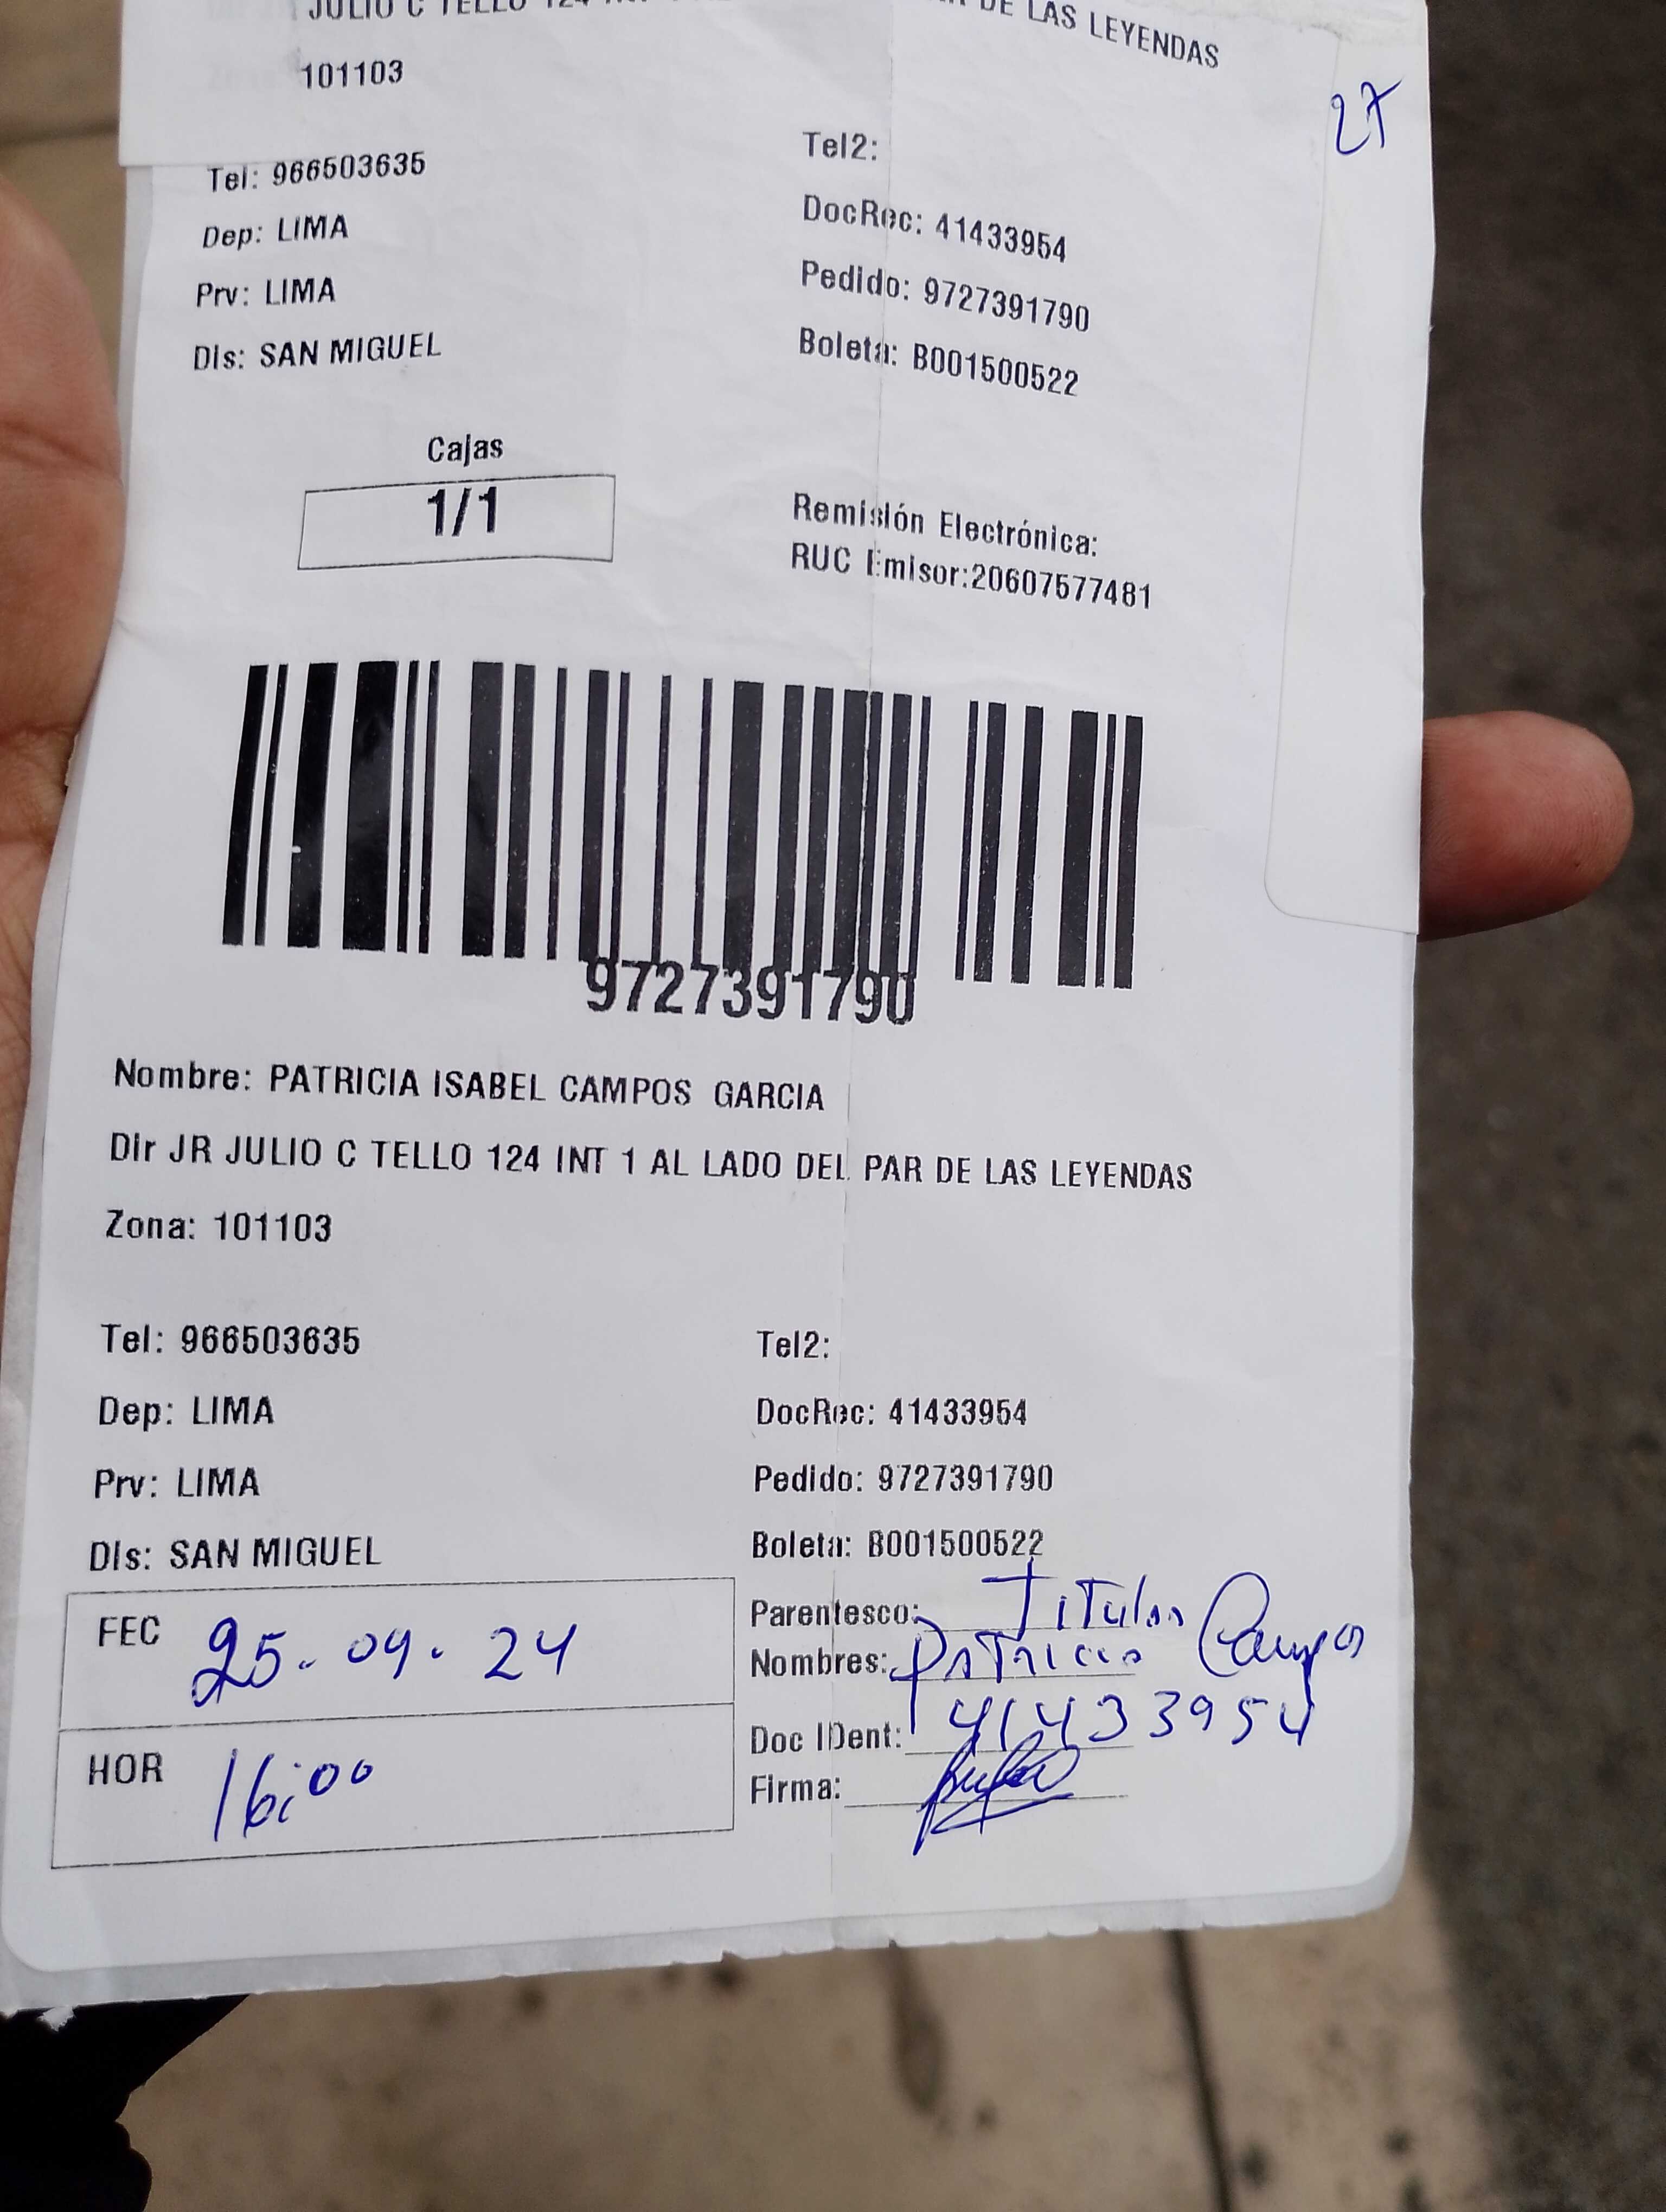 JULIO C TELLO 124
DE LAS LEYENDAS
101103
27
Tel: 966503635
Tel2:
Dep: LIMA
DocRec: 41433954
Prv: LIMA
Pedido: 9727391790
Dis: SAN MIGUEL
Boleta: B001500522
Cajas
1/1
Remisión Electrónica:
RUC Emisor:20607577481
9727391790
Nombre: PATRICIA ISABEL CAMPOS GARCIA
Dir JR JULIO C TELLO 124 INT 1 AL LADO DEL PAR DE LAS LEYENDAS
Zona: 101103
Tel: 966503635
Tel2:
Dep: LIMA
DocRec: 41433954
Prv: LIMA
Pedido: 9727391790
Dis: SAN MIGUEL
Boleta: B001500522
FEC 25-09-24
Parentesco: Titular
Nombres: Patricia Campos
HOR 16:00
Doc IDent: 41433954
Firma: